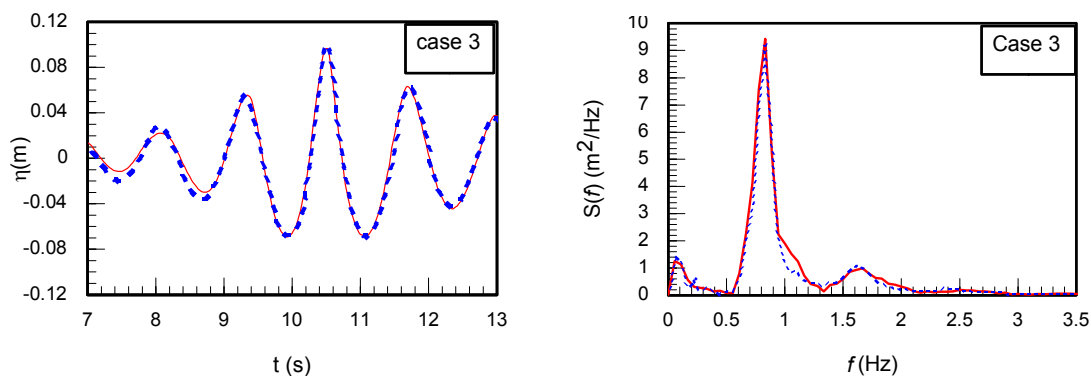 0.12
0.08
0.04
0
-0.04
-0.08
-0.12
η(m)
case 3
7 8 9 10 11 12 13
t (s)
10
9
8
7
6
5
4
3
2
1
0
S(f) (m²/Hz)
Case 3
0 0.5 1 1.5 2 2.5 3 3.5
f (Hz)